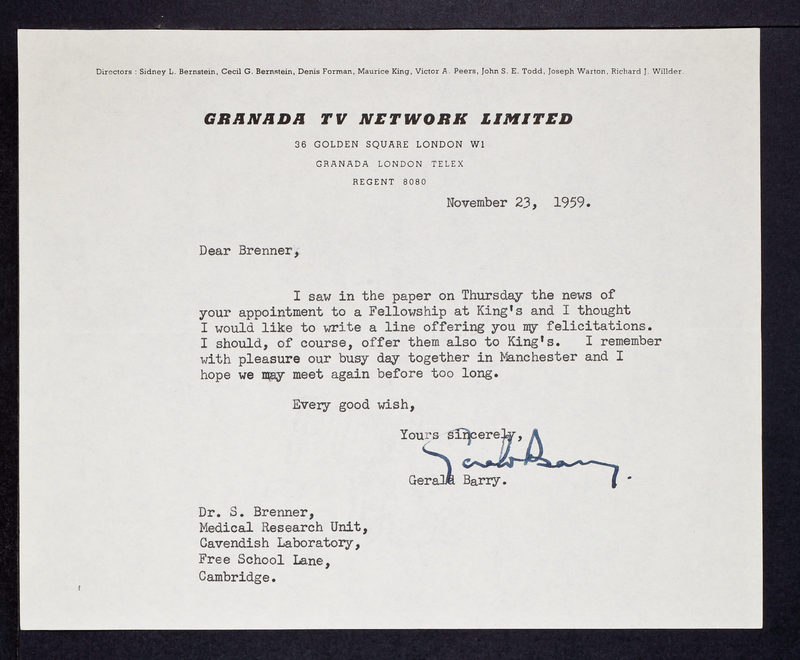 Directors : Sidney L. Bernstein, Cecil G. Bernstein, Denis Forman, Maurice King, Victor A. Peers, John S. E. Todd, Joseph Warton, Richard J. Willder.
GRANADA TV NETWORK LIMITED
36 GOLDEN SQUARE LONDON W1
GRANADA LONDON TELEX
REGENT 8080
November 23, 1959.
Dear Brenner,
I saw in the paper on Thursday the news of
your appointment to a Fellowship at King's and I thought
I would like to write a line offering you my felicitations.
I should, of course, offer them also to King's. I remember
with pleasure our busy day together in Manchester and I
hope we may meet again before too long.
Every good wish,
Yours sincerely,
Gerald Barry.
Gerald Barry.
Dr. S. Brenner,
Medical Research Unit,
Cavendish Laboratory,
Free School Lane,
Cambridge.